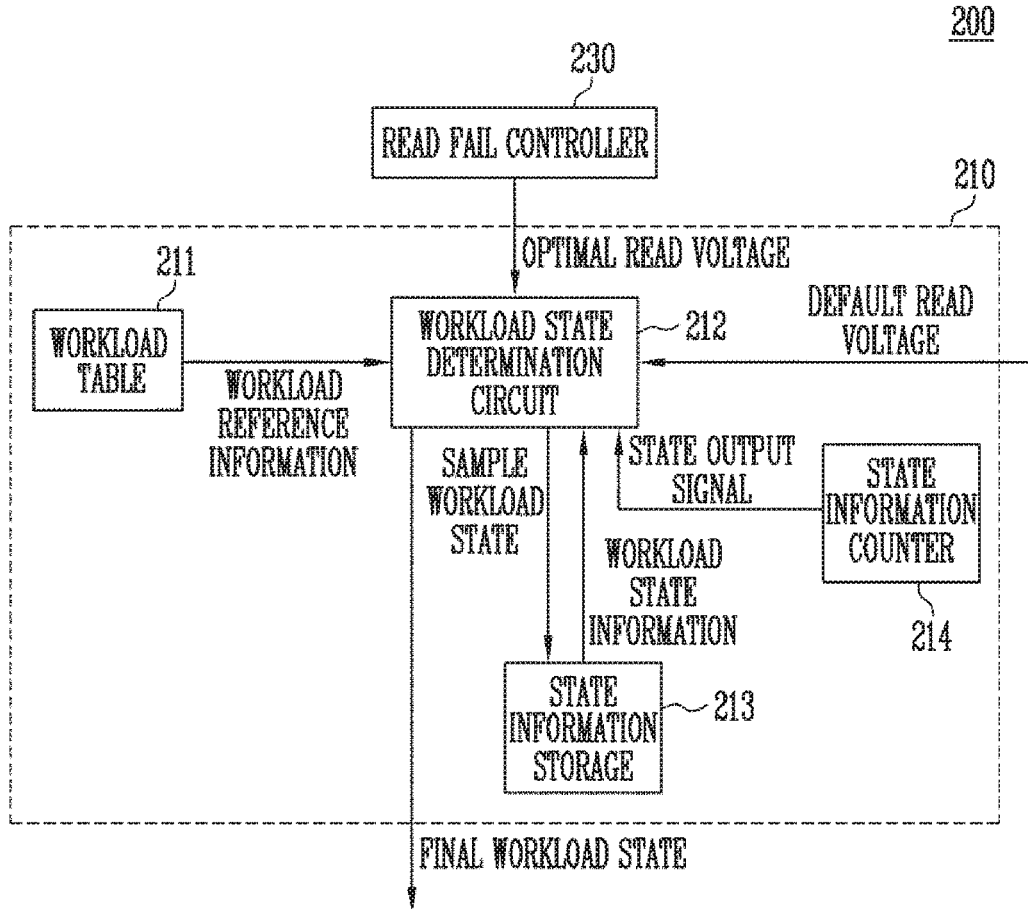 200
230
READ FAIL CONTROLLER
210
OPTIMAL READ VOLTAGE
211
WORKLOAD
TABLE
WORKLOAD
REFERENCE
INFORMATION
WORKLOAD STATE
DETERMINATION
CIRCUIT
212
DEFAULT READ
VOLTAGE
SAMPLE
WORKLOAD
STATE
STATE OUTPUT
SIGNAL
STATE
INFORMATION
COUNTER
214
WORKLOAD
STATE
INFORMATION
STATE
INFORMATION
STORAGE
213
FINAL WORKLOAD STATE